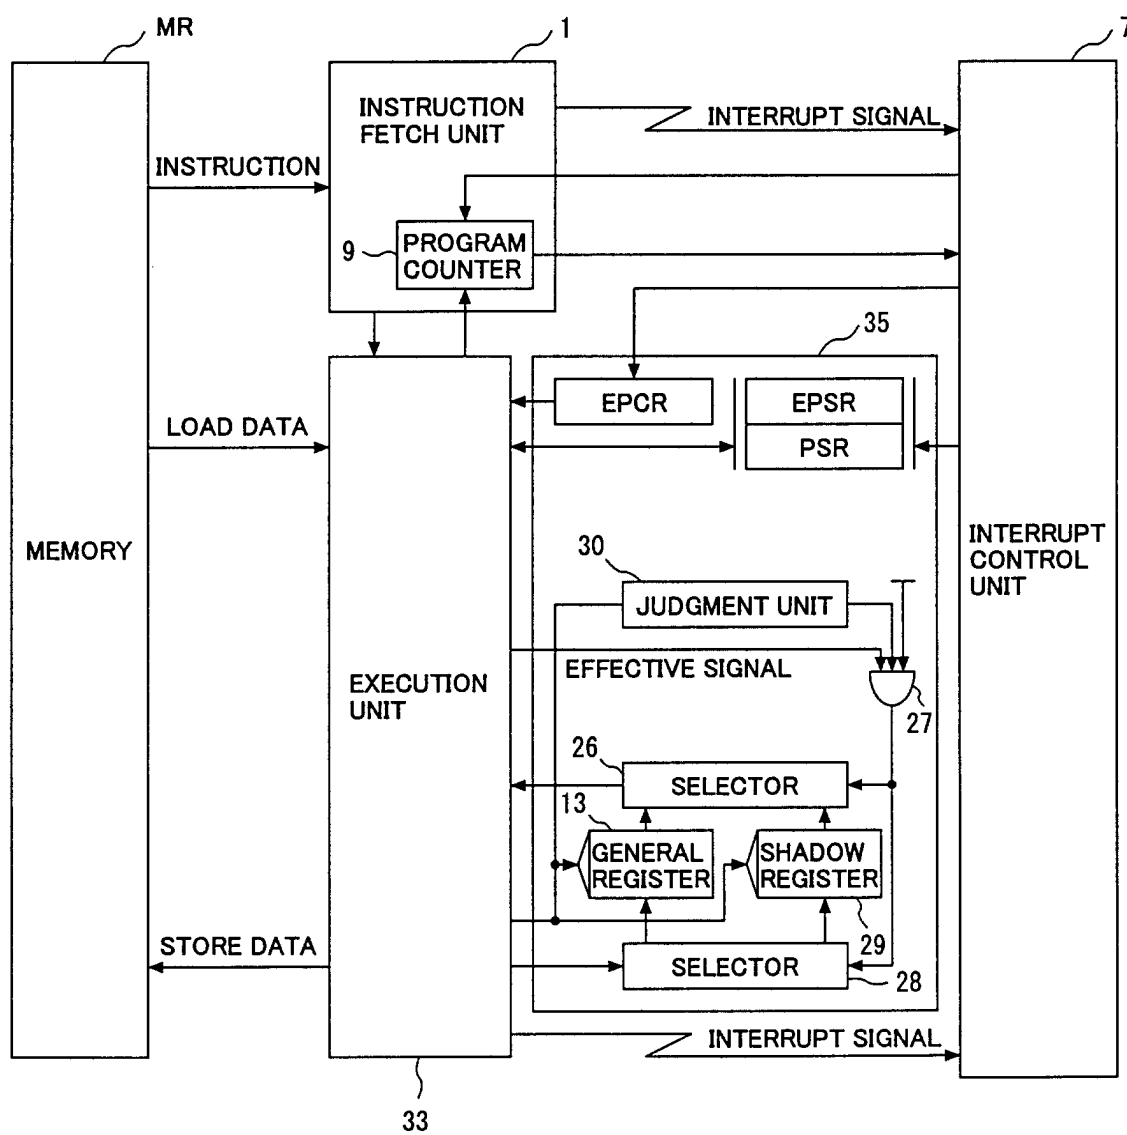 MR
1
7
INSTRUCTION
FETCH UNIT
INTERRUPT SIGNAL
INSTRUCTION
9
PROGRAM
COUNTER
35
EPCR
EPSR
PSR
LOAD DATA
MEMORY
INTERRUPT
CONTROL
UNIT
30
JUDGMENT UNIT
EFFECTIVE SIGNAL
EXECUTION
UNIT
27
26
SELECTOR
13
GENERAL
REGISTER
SHADOW
REGISTER
29
STORE DATA
SELECTOR
28
INTERRUPT SIGNAL
33